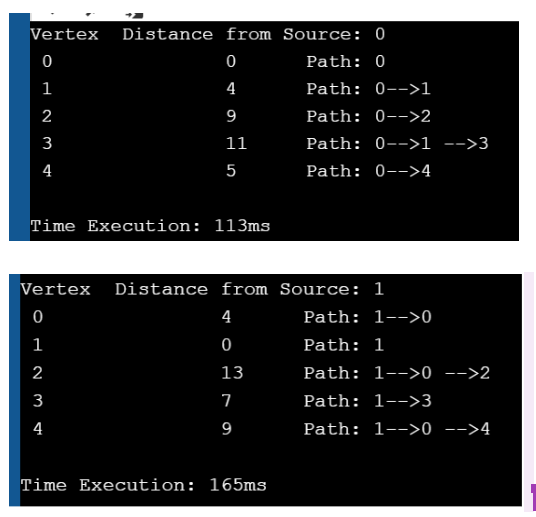 Vertex  Distance from Source: 0
0 0 Path: 0
1 4 Path: 0-->1
2 9 Path: 0-->2
3 11 Path: 0-->1 -->3
4 5 Path: 0-->4
Time Execution: 113ms
Vertex  Distance from Source: 1
0 4 Path: 1-->0
1 0 Path: 1
2 13 Path: 1-->0 -->2
3 7 Path: 1-->3
4 9 Path: 1-->0 -->4
Time Execution: 165ms